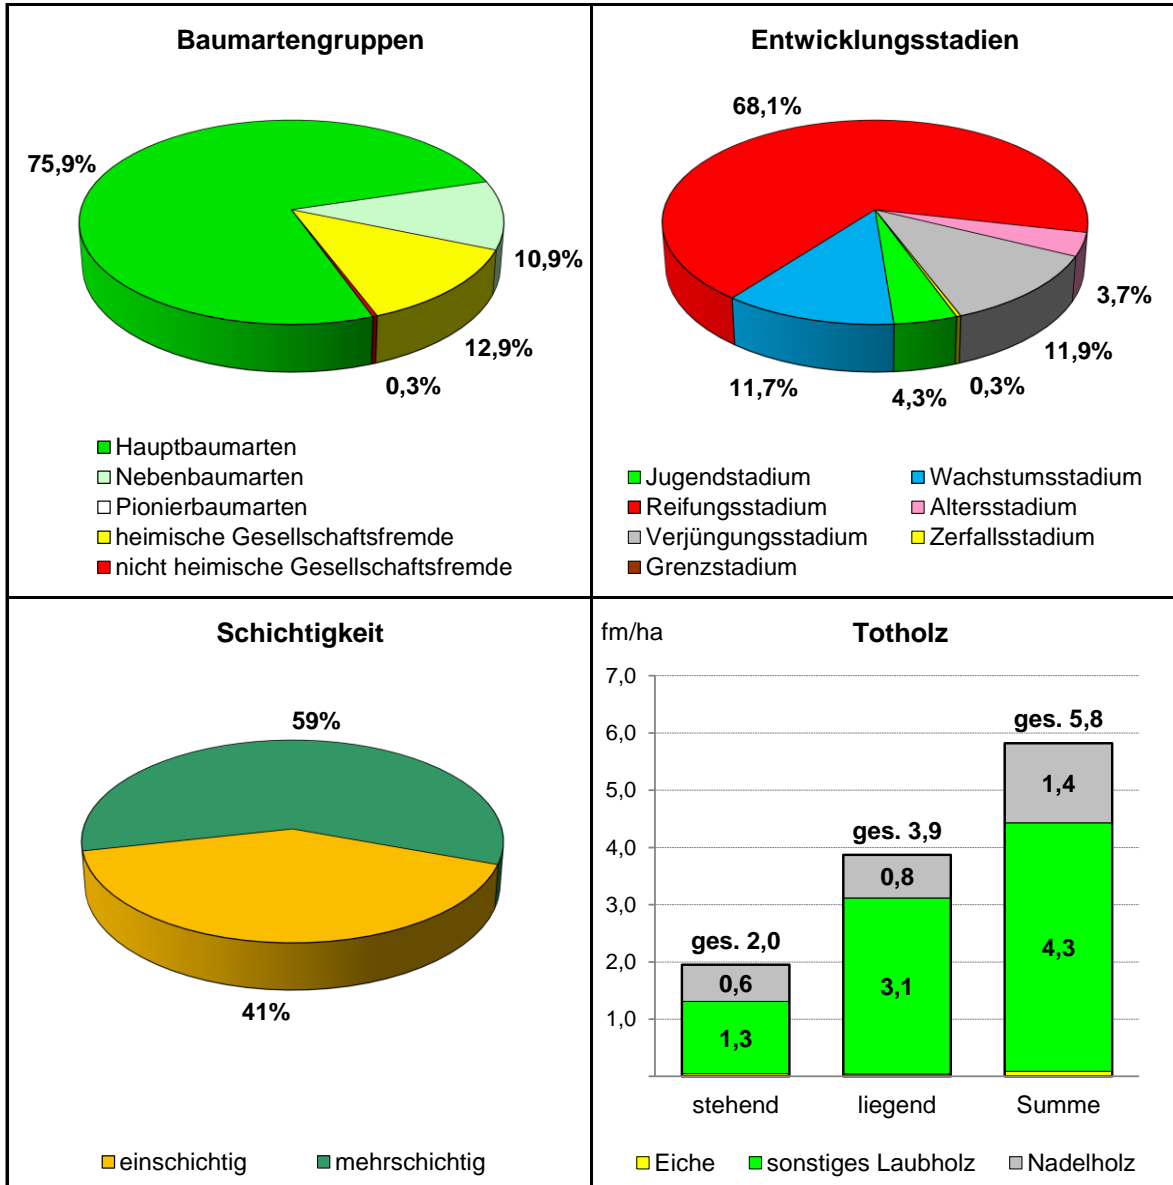 Baumartengruppen
75,9%
10,9%
12,9%
0,3%
Hauptbaumarten
Nebenbaumarten
Pionierbaumarten
heimische Gesellschaftsfremde
nicht heimische Gesellschaftsfremde
Entwicklungsstadien
68,1%
3,7%
11,9%
0,3%
4,3%
11,7%
Jugendstadium
Wachstumsstadium
Reifungsstadium
Altersstadium
Verjüngungsstadium
Zerfallsstadium
Grenzstadium
Schichtigkeit
59%
41%
einschichtig
mehrschichtig
fm/ha
Totholz
7,0
6,0
5,0
4,0
3,0
2,0
1,0
ges. 2,0
0,6
1,3
ges. 3,9
0,8
3,1
ges. 5,8
1,4
4,3
stehend
liegend
Summe
Eiche
sonstiges Laubholz
Nadelholz